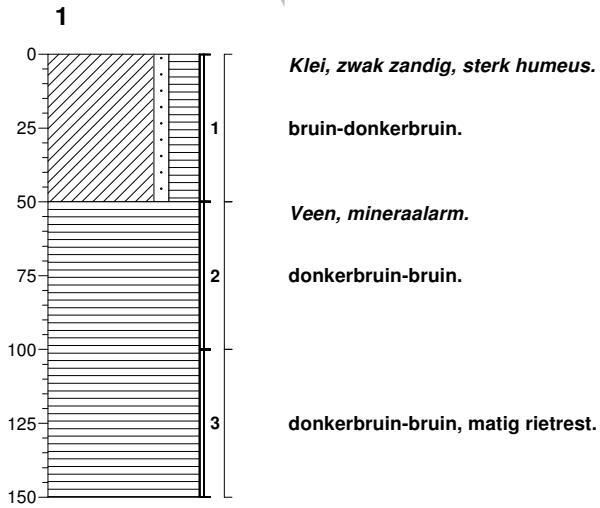 1
0
Klei, zwak zandig, sterk humeus.
25
1
bruin-donkerbruin.
50
Veen, mineraalarm.
75
2
donkerbruin-bruin.
100
125
3
donkerbruin-bruin, matig rietrest.
150